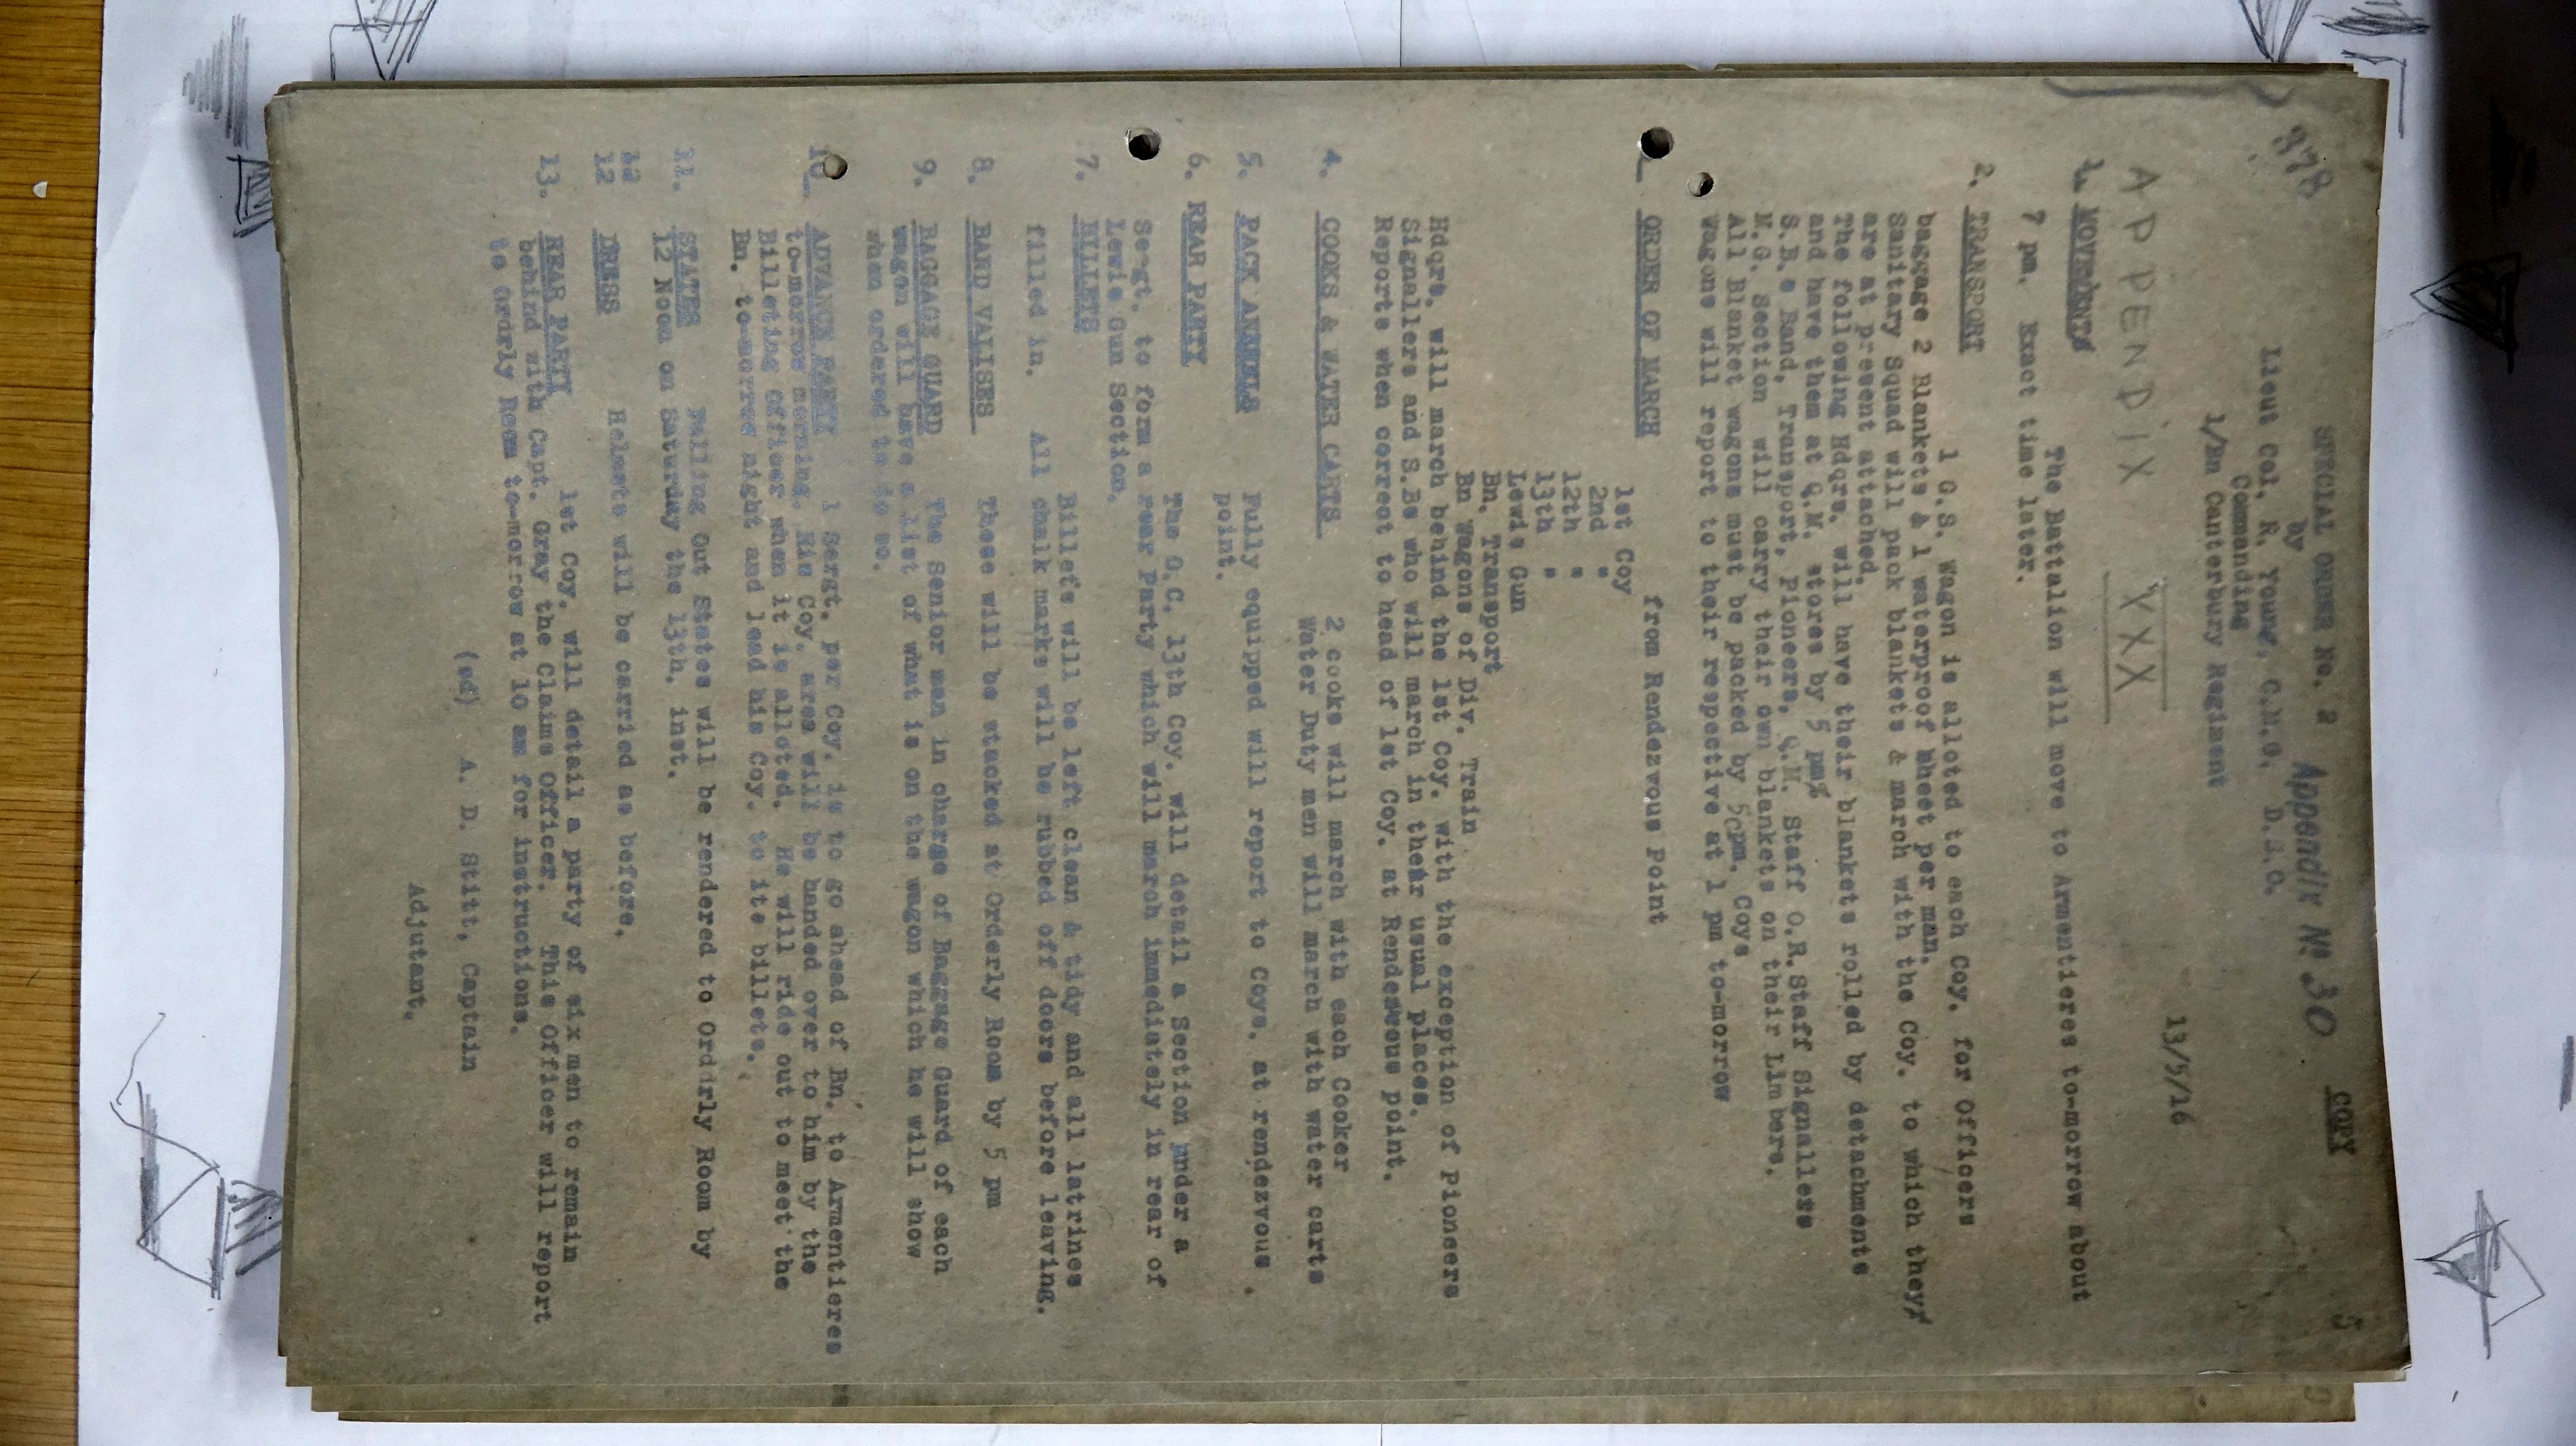 COPY
5
SPECIAL ORDER No. 2 Appendix No. 30
by
378
Lieut Col. R. Young, C.M.G. D.S.O.
Commanding
1/Bn Canterbury Regiment
13/5/16
APPENDIX XXX
1. MOVEMENTS The Battalion will move to Armentieres to-morrow about
7 pm. Exact time later.
2. TRANSPORT 1 G.S. Wagon is alloted to each Coy. for Officers
baggage 2 Blankets & 1 waterproof sheet per man.
Sanitary Squad will pack blankets & march with the Coy. to which they
are at present attached.
The following Hdqrs. will have their blankets rolled by detachments
and have them at Q.M. stores by 5 pm
S.B.s Band, Transport, Pioneers, Q.M. Staff O.R. Staff Signallers
M.G. Section will carry their own blankets on their Limbers.
All Blanket wagons must be packed by 5 pm. Coys
Wagons will report to their respective at 1 pm to-morrow
ORDER OF MARCH from Rendezvous Point
1st Coy
2nd "
12th "
13th "
Lewis Gun
Bn. Transport
Bn Wagons of Div. Train
Hdqrs. will march behind the 1st Coy. with the exception of Pioneers
Signallers and S.Bs who will march in their usual places.
Reports when correct to head of 1st Coy. at Rendezvous point.
4. COOKS & WATER CARTS 2 cooks will march with each Cooker
Water Duty men will march with water carts
5. PACK ANAMELS Fully equipped will report to Coys. at rendezvous
point.
6. REAR PARTY The O.C. 13th Coy. will detail a Section under a
Se-gt. to form a rear Party which will march immediately in rear of
Lewis Gun Section.
7. BILLETS Billets will be left clean & tidy and all latrines
filled in. All chalk marks will be rubbed off doors before leaving.
8. BAND VALISES These will be stacked at Orderly Room by 5 pm
9. BAGGAGE GUARD The Senior man in charge of Baggage Guard of each
wagon will have a list of what is on the wagon which he will show
when ordered to do so.
10. ADVANCE PARTY 1 Sergt. per Coy. is to go ahead of Bn. to Armentieres
to-morrow morning. His Coy. area will be handed over to him by the
Billeting Officer when it is alloted. He will ride out to meet the
Bn. to-morrow night and lead his Coy. to its billets.
11. STATES Falling Out States will be rendered to Orderly Room by
12 Noon on Saturday the 13th. inst.
12
12 DRESS Helmets will be carried as before.
13. REAR PARTY 1st Coy. will detail a party of six men to remain
behind with Capt. Gray the Claims Officer. This Officer will report
to Orderly Room to-morrow at 10 am for instructions.
(sd) A. D. Stitt, Captain
Adjutant.